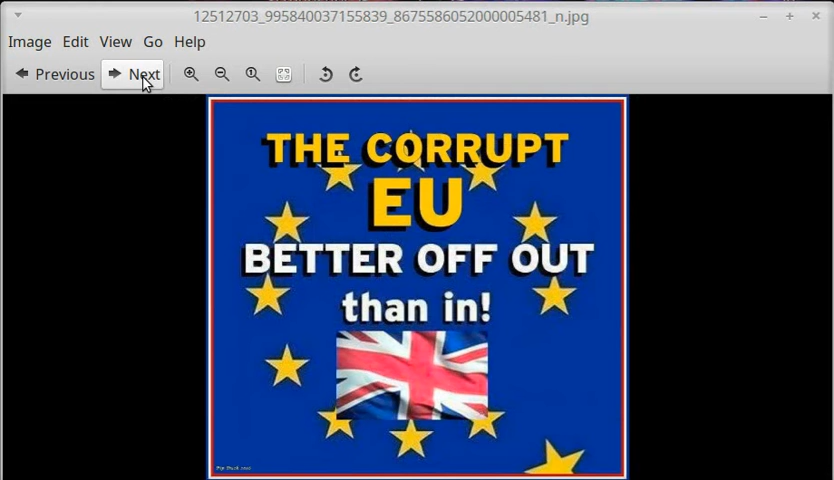 12512703_995840037155839_8675586052000005481_n.jpg
Image Edit View Go Help
Previous Next
THE CORRUPT
EU
BETTER OFF OUT
than in!